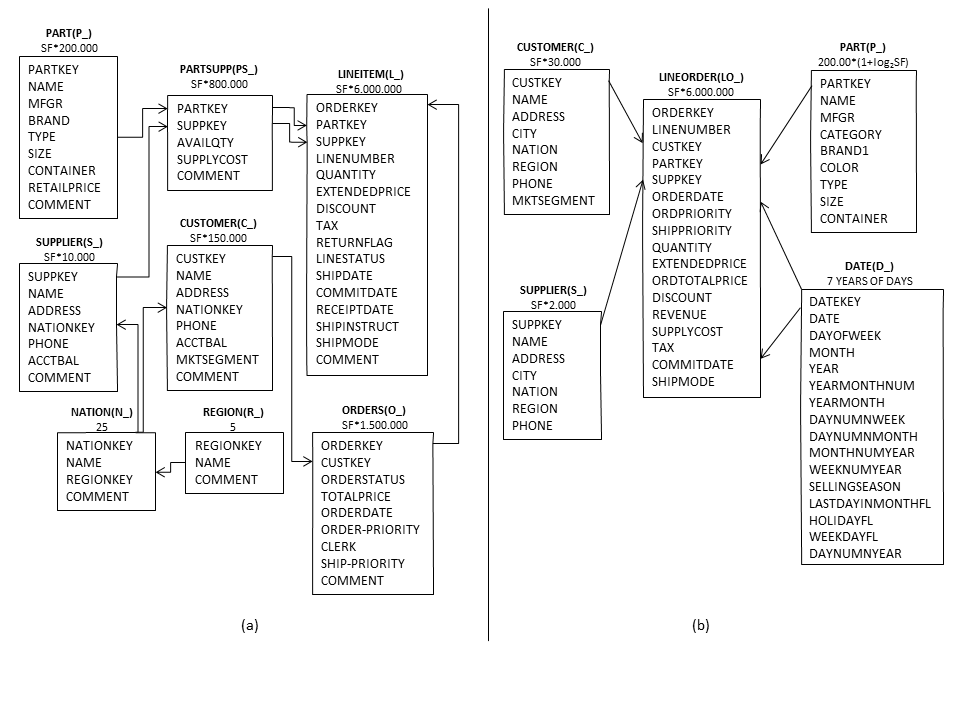 PART(P_)
SF*200.000
PARTKEY
NAME
MFGR
BRAND
TYPE
SIZE
CONTAINER
RETAILPRICE
COMMENT
SUPPLIER(S_)
SF*10.000
SUPPKEY
NAME
ADDRESS
NATIONKEY
PHONE
ACCTBAL
COMMENT
PARTSUPP(PS_)
SF*800.000
PARTKEY
SUPPKEY
AVAILQTY
SUPPLYCOST
COMMENT
CUSTOMER(C_)
SF*150.000
CUSTKEY
NAME
ADDRESS
NATIONKEY
PHONE
ACCTBAL
MKTSEGMENT
COMMENT
NATION(N_)
25
NATIONKEY
NAME
REGIONKEY
COMMENT
REGION(R_)
5
REGIONKEY
NAME
COMMENT
LINEITEM(L_)
SF*6.000.000
ORDERKEY
PARTKEY
SUPPKEY
LINENUMBER
QUANTITY
EXTENDEDPRICE
DISCOUNT
TAX
RETURNFLAG
LINESTATUS
SHIPDATE
COMMITDATE
RECEIPTDATE
SHIPINSTRUCT
SHIPMODE
COMMENT
ORDERS(O_)
SF*1.500.000
ORDERKEY
CUSTKEY
ORDERSTATUS
TOTALPRICE
ORDERDATE
ORDER-PRIORITY
CLERK
SHIP-PRIORITY
COMMENT
(a)
CUSTOMER(C_)
SF*30.000
CUSTKEY
NAME
ADDRESS
CITY
NATION
REGION
PHONE
MKTSEGMENT
SUPPLIER(S_)
SF*2.000
SUPPKEY
NAME
ADDRESS
CITY
NATION
REGION
PHONE
LINEORDER(LO_)
SF*6.000.000
ORDERKEY
LINENUMBER
CUSTKEY
PARTKEY
SUPPKEY
ORDERDATE
ORDPRIORITY
SHIPPRIORITY
QUANTITY
EXTENDEDPRICE
ORDTOTALPRICE
DISCOUNT
REVENUE
SUPPLYCOST
TAX
COMMITDATE
SHIPMODE
PART(P_)
200.00*(1+log₂SF)
PARTKEY
NAME
MFGR
CATEGORY
BRAND1
COLOR
TYPE
SIZE
CONTAINER
DATE(D_)
7 YEARS OF DAYS
DATEKEY
DATE
DAYOFWEEK
MONTH
YEAR
YEARMONTHNUM
YEARMONTH
DAYNUMNWEEK
DAYNUMNMONTH
MONTHNUMYEAR
WEEKNUMYEAR
SELLINGSEASON
LASTDAYINMONTHFL
HOLIDAYFL
WEEKDAYFL
DAYNUMNYEAR
(b)